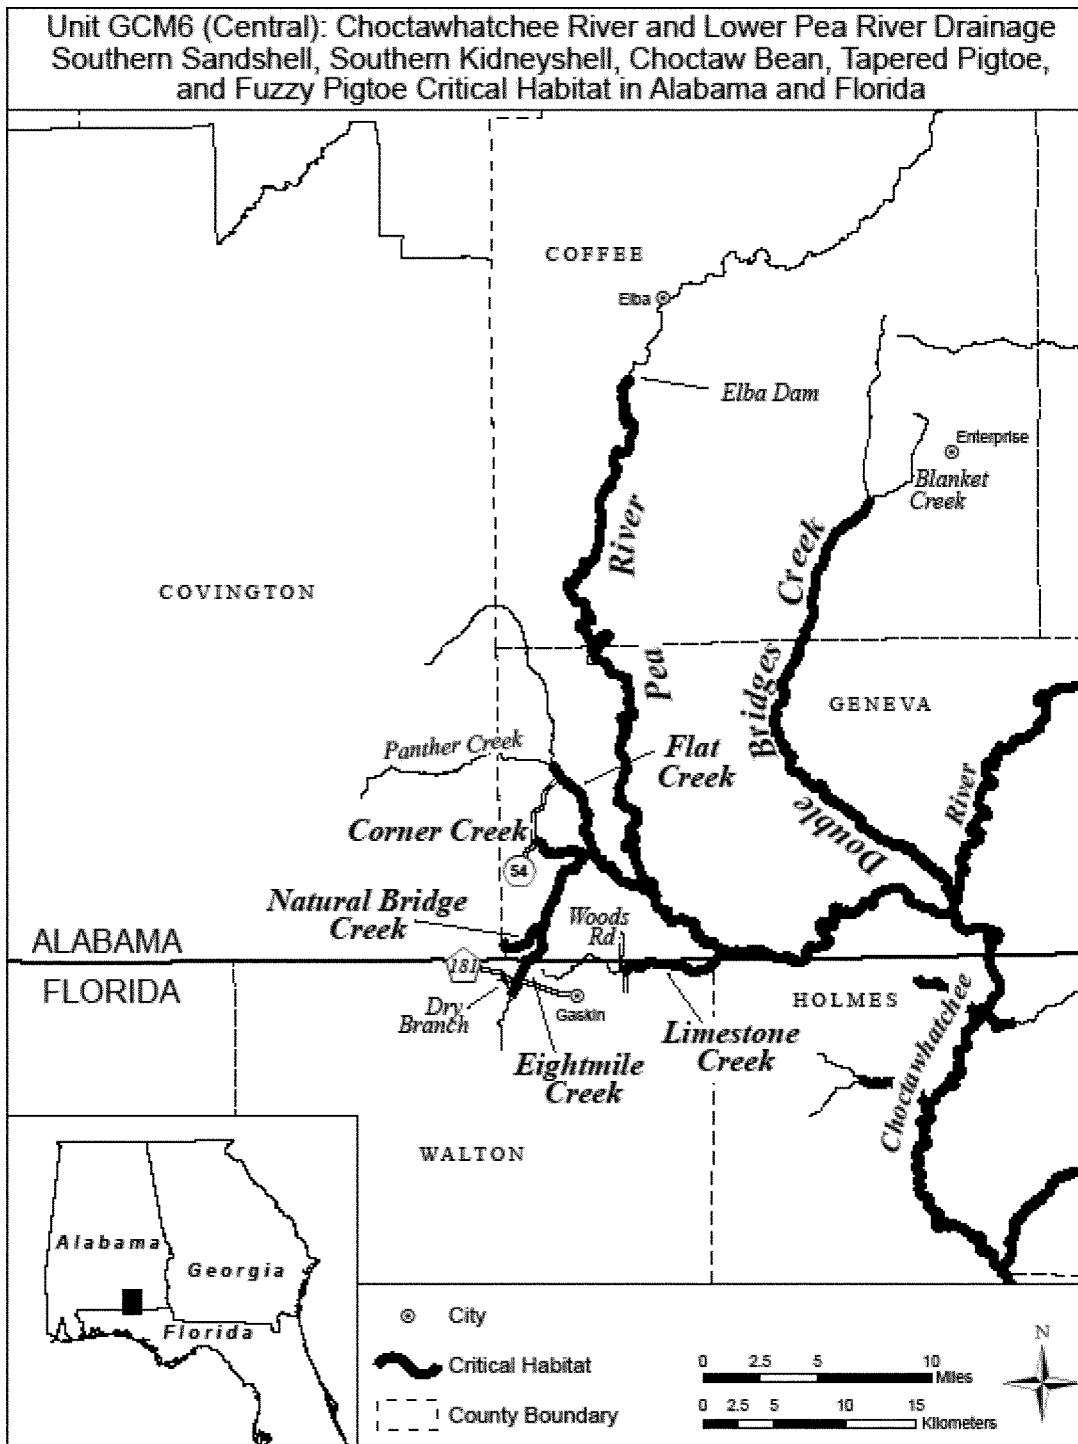 Unit GCM6 (Central): Choctawhatchee River and Lower Pea River Drainage
Southern Sandshell, Southern Kidneyshell, Choctaw Bean, Tapered Pigtoe,
and Fuzzy Pigtoe Critical Habitat in Alabama and Florida
COFFEE
Elba
Elba Dam
Enterprise
Blanket
Creek
River
Creek
COVINGTON
Pea
Bridges
GENEVA
Panther Creek
Flat
Creek
River
Double
Corner Creek
54
Natural Bridge
Creek
Woods
Rd
ALABAMA
181
FLORIDA
HOLMES
Dry
Branch
Gaskin
Limestone
Creek
Choctawhatchee
Eightmile
Creek
WALTON
Alabama
Georgia
Florida
City
Critical Habitat
County Boundary
0 2.5 5 10
Miles
0 2.5 5 10 15
Kilometers
N